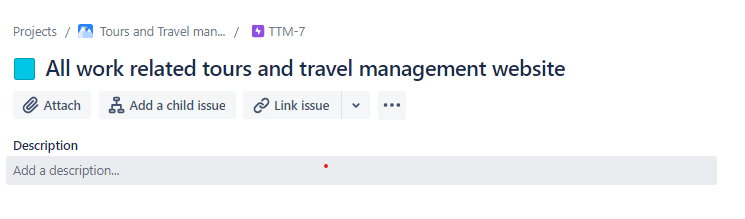 Projects / Tours and Travel man... / TTM-7
All work related tours and travel management website
Attach Add a child issue Link issue
Description
Add a description...